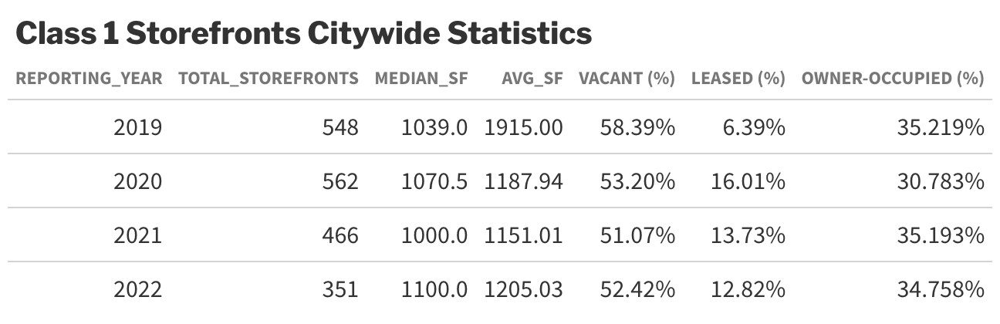 Class 1 Storefronts Citywide Statistics
REPORTING_YEAR TOTAL_STOREFRONTS MEDIAN_SF AVG_SF VACANT (%) LEASED (%) OWNER-OCCUPIED (%)
2019 548 1039.0 1915.00 58.39% 6.39% 35.219%
2020 562 1070.5 1187.94 53.20% 16.01% 30.783%
2021 466 1000.0 1151.01 51.07% 13.73% 35.193%
2022 351 1100.0 1205.03 52.42% 12.82% 34.758%